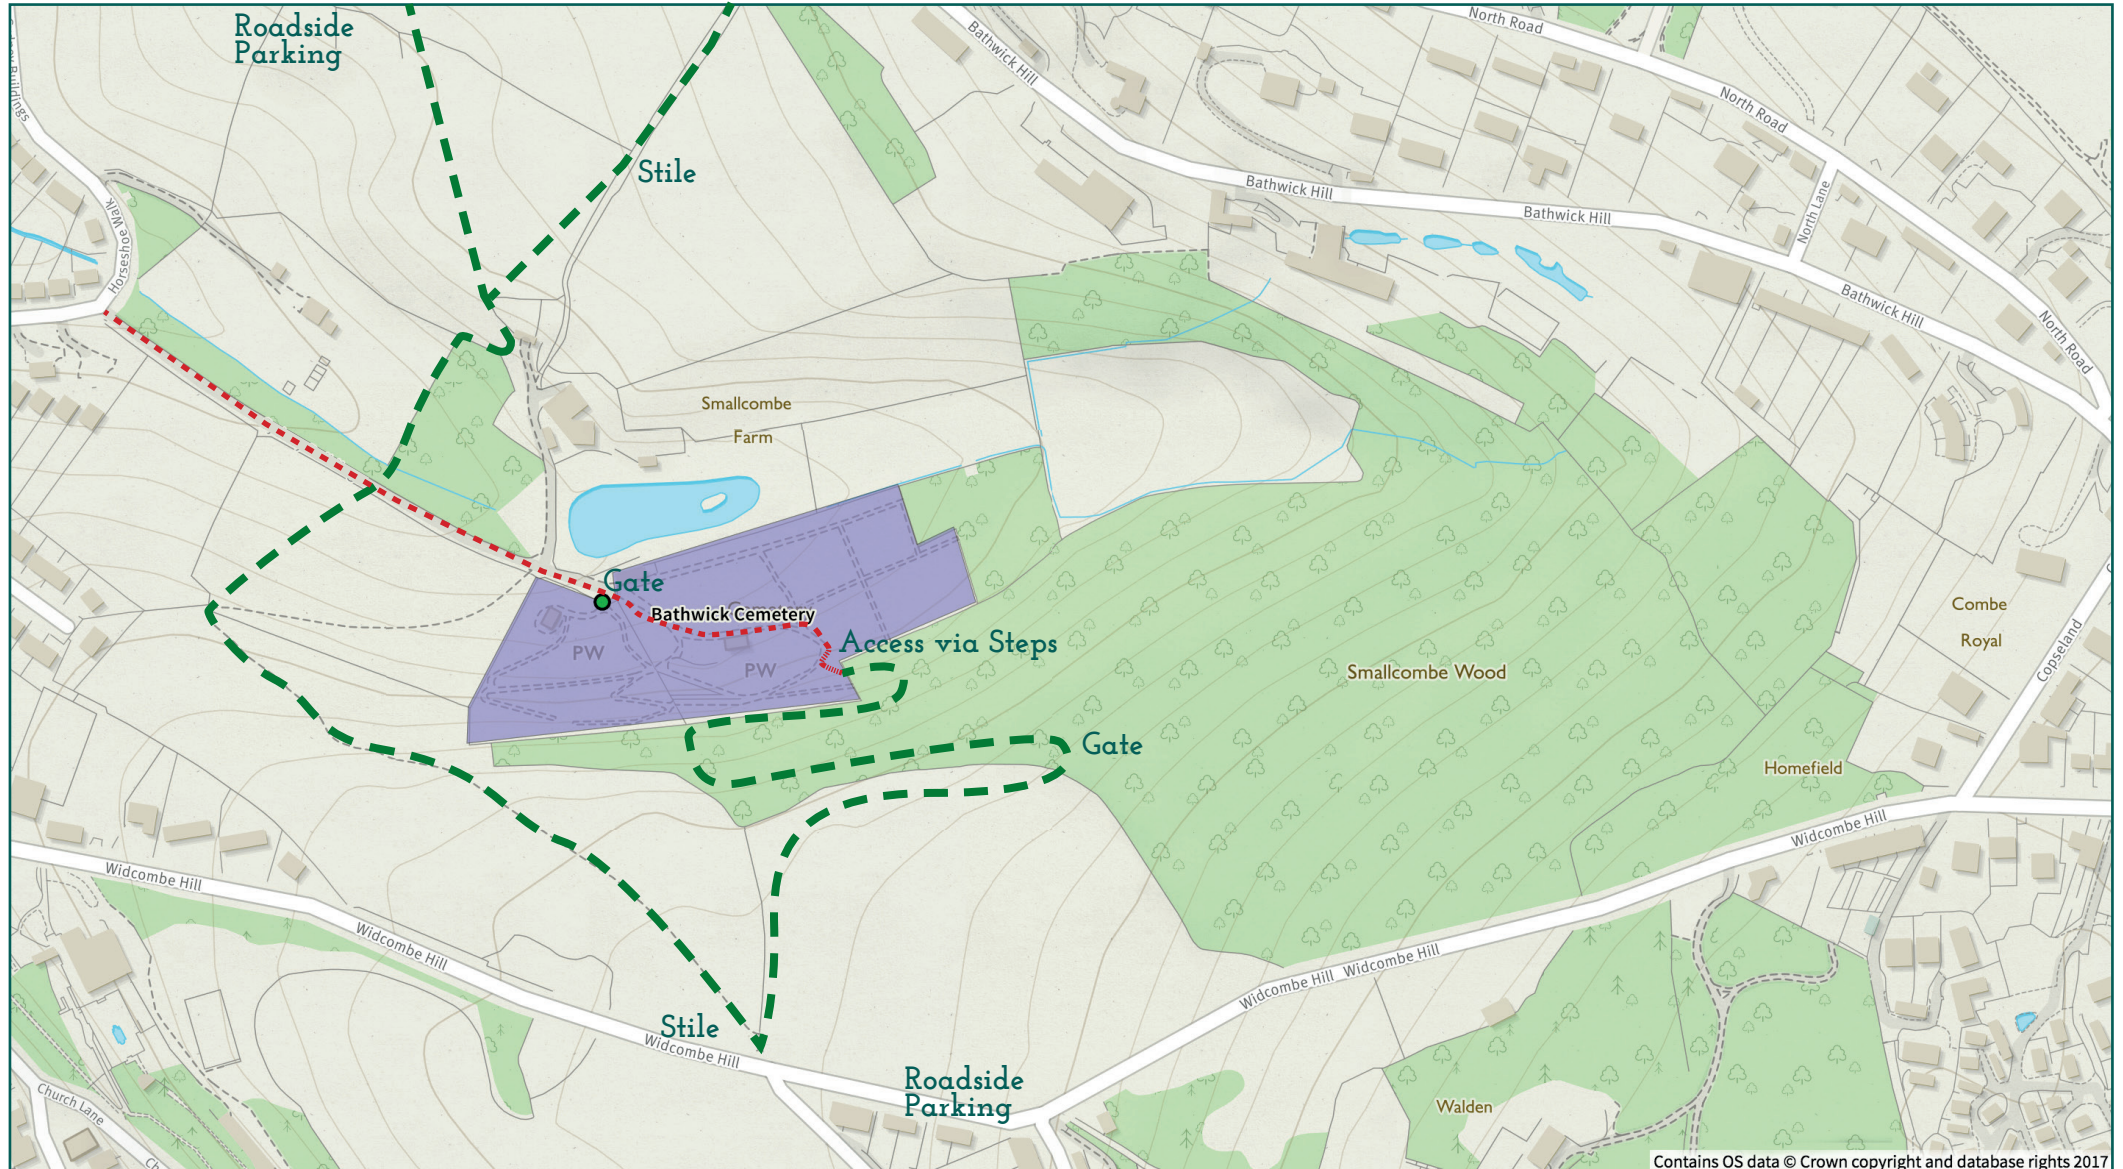 Roadside
Parking
Bathwick Hill
North Road
North Road
Buildings
Stile
Bathwick Hill
Bathwick Hill
North Lane
Horseshoe Walk
Bathwick Hill
North Road
Smallcombe
Farm
Gate
Bathwick Cemetery
PW
PW
Access via Steps
Smallcombe Wood
Combe
Royal
Copseland
Gate
Homefield
Widcombe Hill
Widcombe Hill
Widcombe Hill
Widcombe Hill
Widcombe Hill
Stile
Widcombe Hill
Roadside
Parking
Walden
Church Lane
Contains OS data © Crown copyright and database rights 2017